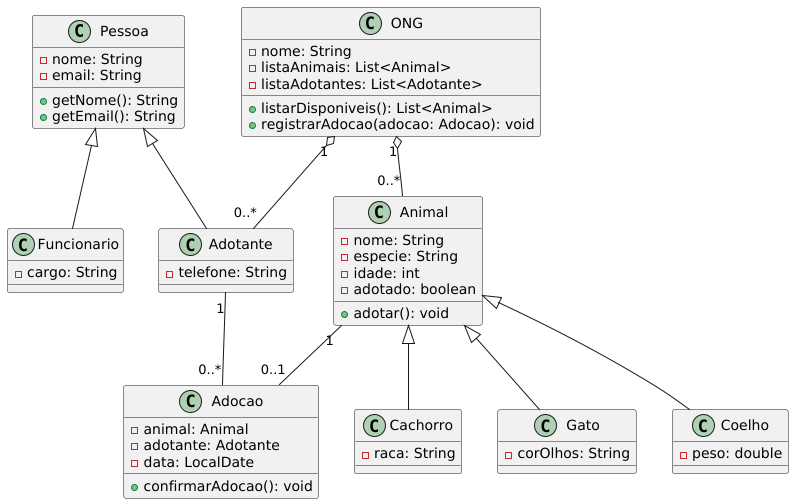 C Pessoa
- nome: String
- email: String
+ getNome(): String
+ getEmail(): String
C ONG
- nome: String
- listaAnimais: List<Animal>
- listaAdotantes: List<Adotante>
+ listarDisponiveis(): List<Animal>
+ registrarAdocao(adocao: Adocao): void
1
1
0..*
0..*
C Funcionario
- cargo: String
C Adotante
- telefone: String
C Animal
- nome: String
- especie: String
- idade: int
- adotado: boolean
+ adotar(): void
1
1
0..*
0..1
C Adocao
- animal: Animal
- adotante: Adotante
- data: LocalDate
+ confirmarAdocao(): void
C Cachorro
- raca: String
C Gato
- corOlhos: String
C Coelho
- peso: double